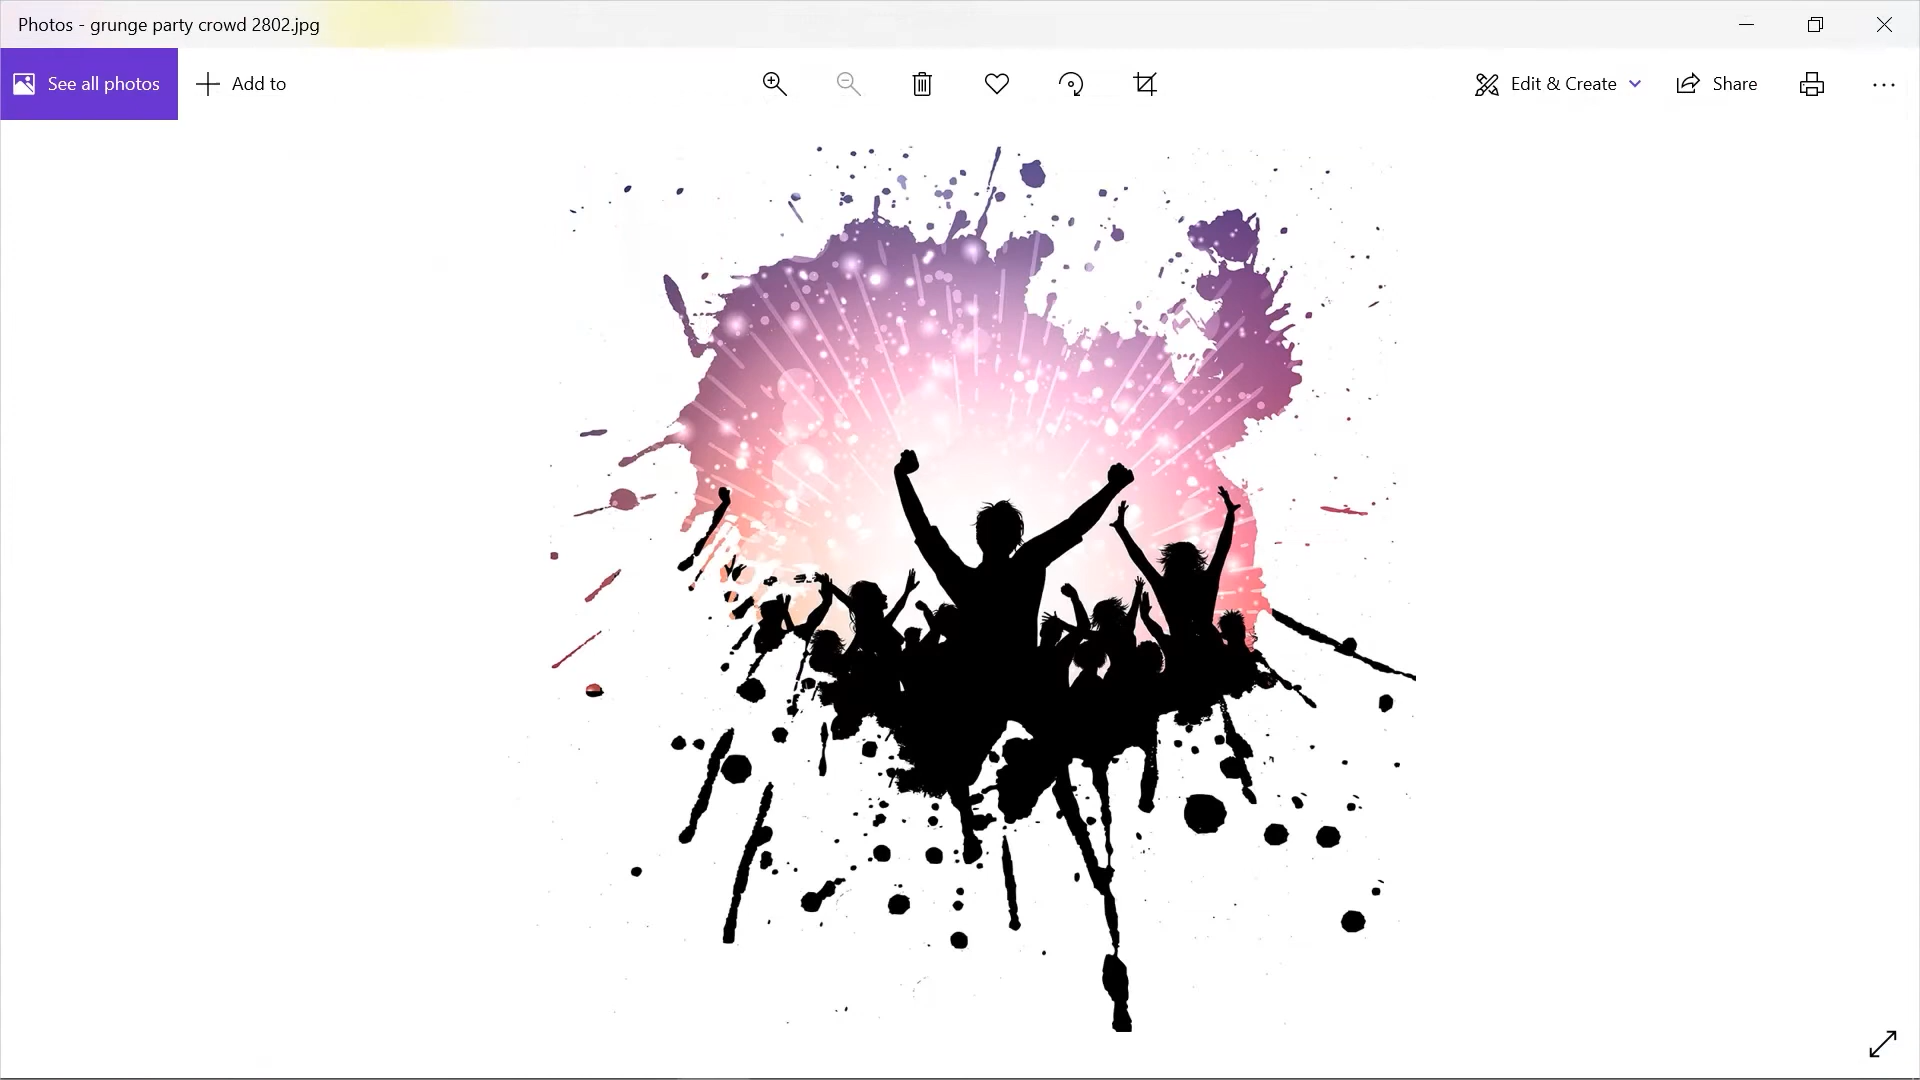 Photos - grunge party crowd 2802.jpg
See all photos
Add to
Edit & Create
Share